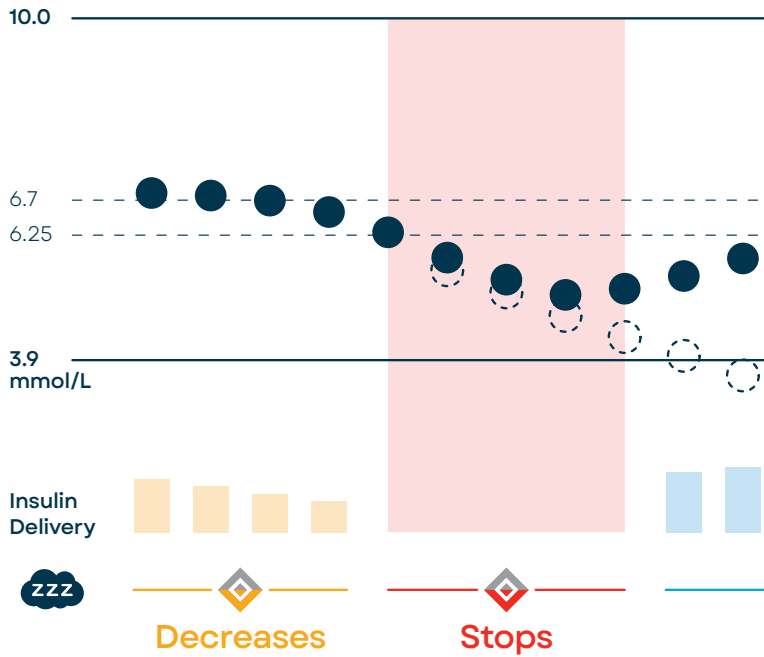 10.0
6.7
6.25
3.9
mmol/L
Insulin
Delivery
ZZZ
Decreases
Stops